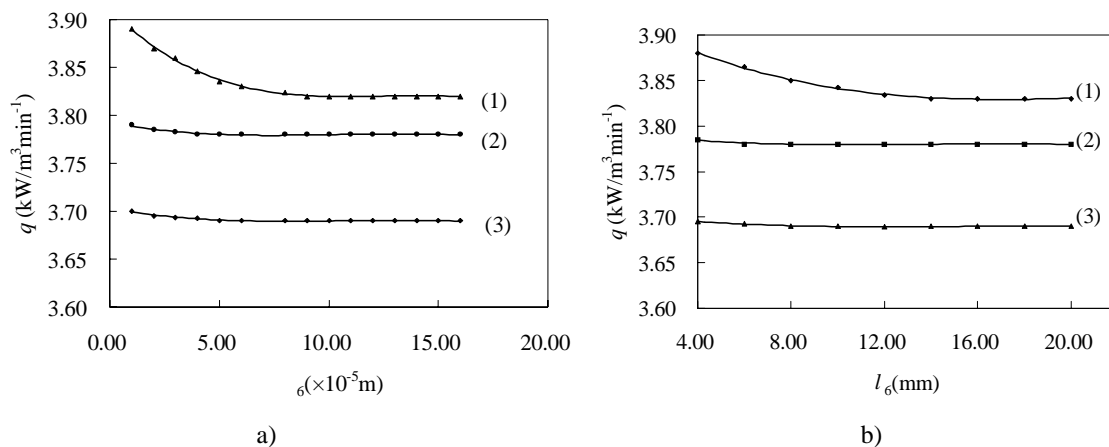 3.90
3.85
3.80
3.75
3.70
3.65
3.60
q (kW/m³min⁻¹)
(1)
(2)
(3)
0.00 5.00 10.00 15.00 20.00
₆(×10⁻⁵m)
a)
3.90
3.85
3.80
3.75
3.70
3.65
3.60
q (kW/m³min⁻¹)
(1)
(2)
(3)
4.00 8.00 12.00 16.00 20.00
l₆(mm)
b)